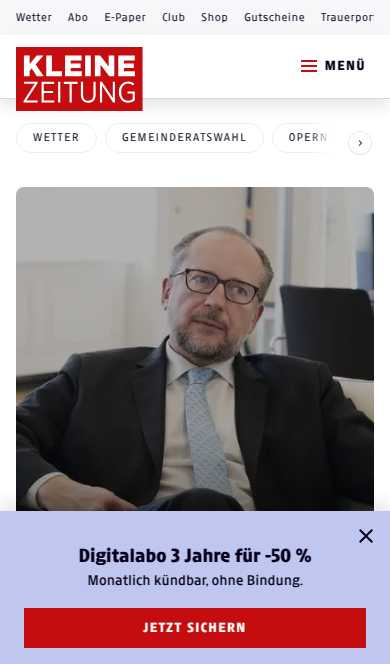 Wetter Abo E-Paper Club Shop Gutscheine Trauerpor
KLEINE
ZEITUNG
MENÜ
WETTER GEMEINDERATSWAHL OPERN
Digitalabo 3 Jahre für -50 %
Monatlich kündbar, ohne Bindung.
JETZT SICHERN